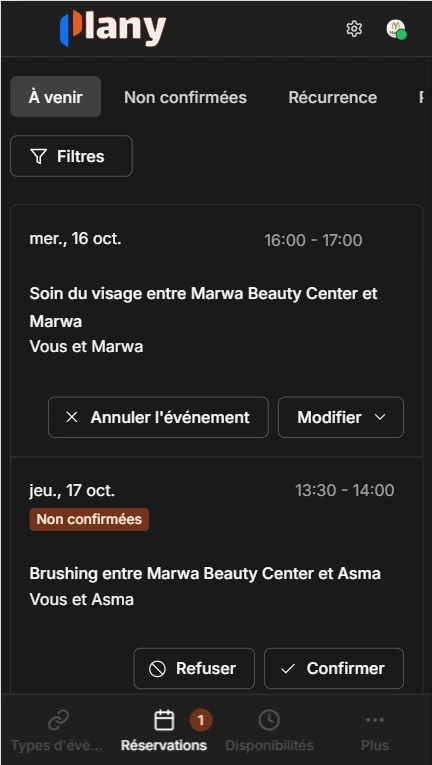 Plany
À venir Non confirmées Récurrence
Filtres
mer., 16 oct. 16:00 - 17:00
Soin du visage entre Marwa Beauty Center et
Marwa
Vous et Marwa
Annuler l'événement Modifier
jeu., 17 oct. 13:30 - 14:00
Non confirmées
Brushing entre Marwa Beauty Center et Asma
Vous et Asma
Refuser Confirmer
1
Types d'évè... Réservations Disponibilités Plus